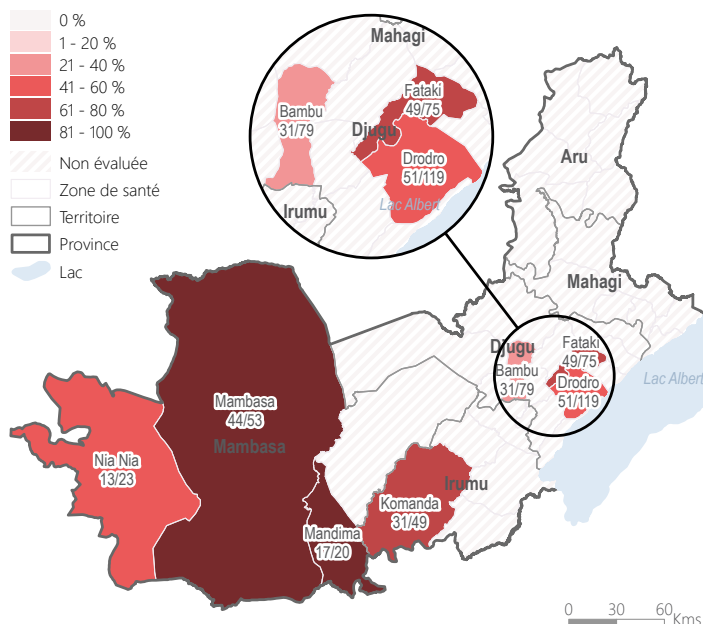 0 %
1 - 20 %
21 - 40 %
41 - 60 %
61 - 80 %
81 - 100 %
Non évaluée
Zone de santé
Territoire
Province
Lac
Mahagi
Fataki
49/75
Bambu
31/79
Djugu
Drodro
51/119
Irumu
Lac Albert
Aru
Mahagi
Djugu
Fataki
49/75
Bambu
31/79
Drodro
51/119
Lac Albert
Mambasa
44/53
Mambasa
Nia Nia
13/23
Irumu
Komanda
31/49
Mandima
17/20
0 30 60
Kms